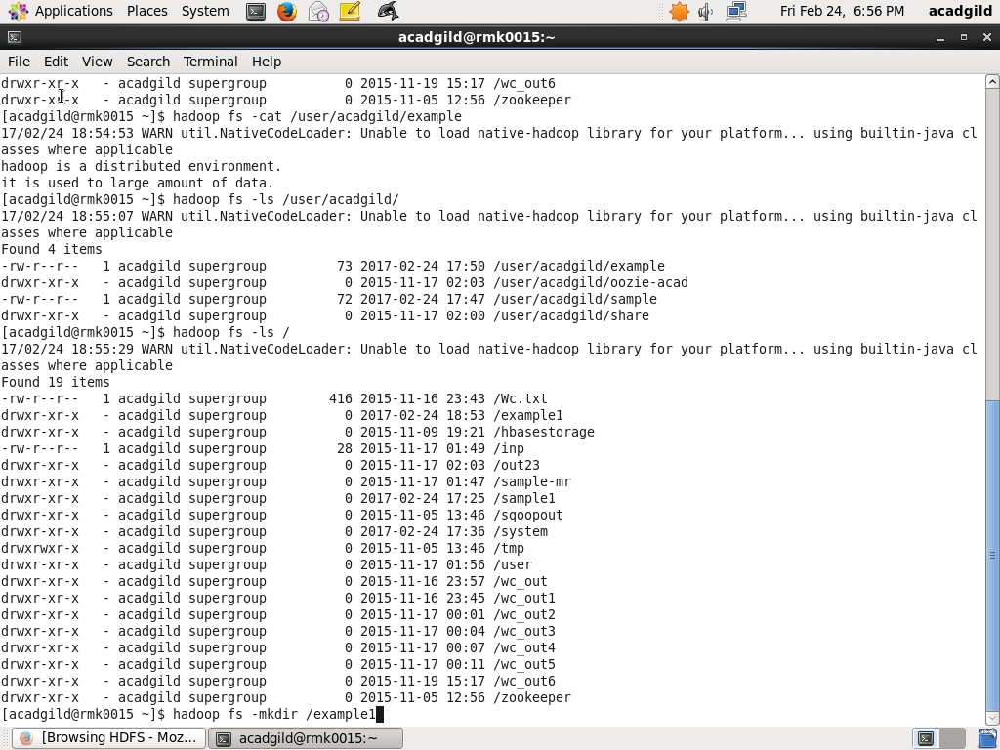 Applications Places System Fri Feb 24, 6:56 PM acadgild
acadgild@rmk0015:~
File Edit View Search Terminal Help
drwxr-xr-x   - acadgild supergroup          0 2015-11-19 15:17 /wc_out6
drwxr-xr-x   - acadgild supergroup          0 2015-11-05 12:56 /zookeeper
[acadgild@rmk0015 ~]$ hadoop fs -cat /user/acadgild/example
17/02/24 18:54:53 WARN util.NativeCodeLoader: Unable to load native-hadoop library for your platform... using builtin-java cl
asses where applicable
hadoop is a distributed environment.
it is used to large amount of data.
[acadgild@rmk0015 ~]$ hadoop fs -ls /user/acadgild/
17/02/24 18:55:07 WARN util.NativeCodeLoader: Unable to load native-hadoop library for your platform... using builtin-java cl
asses where applicable
Found 4 items
-rw-r--r--   1 acadgild supergroup         73 2017-02-24 17:50 /user/acadgild/example
drwxr-xr-x   - acadgild supergroup          0 2015-11-17 02:03 /user/acadgild/oozie-acad
-rw-r--r--   1 acadgild supergroup         72 2017-02-24 17:47 /user/acadgild/sample
drwxr-xr-x   - acadgild supergroup          0 2015-11-17 02:00 /user/acadgild/share
[acadgild@rmk0015 ~]$ hadoop fs -ls /
17/02/24 18:55:29 WARN util.NativeCodeLoader: Unable to load native-hadoop library for your platform... using builtin-java cl
asses where applicable
Found 19 items
-rw-r--r--   1 acadgild supergroup        416 2015-11-16 23:43 /Wc.txt
drwxr-xr-x   - acadgild supergroup          0 2017-02-24 18:53 /example1
drwxr-xr-x   - acadgild supergroup          0 2015-11-09 19:21 /hbasestorage
-rw-r--r--   1 acadgild supergroup         28 2015-11-17 01:49 /inp
drwxr-xr-x   - acadgild supergroup          0 2015-11-17 02:03 /out23
drwxr-xr-x   - acadgild supergroup          0 2015-11-17 01:47 /sample-mr
drwxr-xr-x   - acadgild supergroup          0 2017-02-24 17:25 /sample1
drwxr-xr-x   - acadgild supergroup          0 2015-11-05 13:46 /sqoopout
drwxr-xr-x   - acadgild supergroup          0 2017-02-24 17:36 /system
drwxrwxr-x   - acadgild supergroup          0 2015-11-05 13:46 /tmp
drwxr-xr-x   - acadgild supergroup          0 2015-11-17 01:56 /user
drwxr-xr-x   - acadgild supergroup          0 2015-11-16 23:57 /wc_out
drwxr-xr-x   - acadgild supergroup          0 2015-11-16 23:45 /wc_out1
drwxr-xr-x   - acadgild supergroup          0 2015-11-17 00:01 /wc_out2
drwxr-xr-x   - acadgild supergroup          0 2015-11-17 00:04 /wc_out3
drwxr-xr-x   - acadgild supergroup          0 2015-11-17 00:07 /wc_out4
drwxr-xr-x   - acadgild supergroup          0 2015-11-17 00:11 /wc_out5
drwxr-xr-x   - acadgild supergroup          0 2015-11-19 15:17 /wc_out6
drwxr-xr-x   - acadgild supergroup          0 2015-11-05 12:56 /zookeeper
[acadgild@rmk0015 ~]$ hadoop fs -mkdir /example1
[Browsing HDFS - Moz... acadgild@rmk0015:~